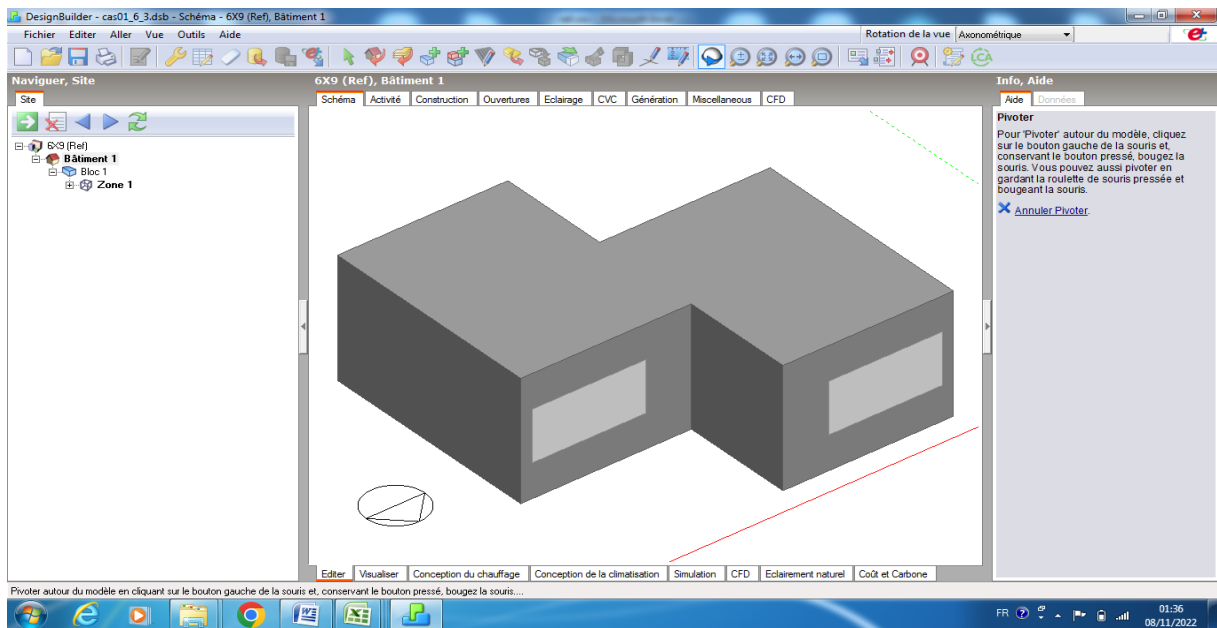 DesignBuilder - cas01_6_3.dsb - Schéma - 6X9 (Ref), Bâtiment 1
Fichier Editer Aller Vue Outils Aide
Rotation de la vue Axonométrique
Naviguer, Site
6X9 (Ref), Bâtiment 1
Info, Aide
Site
Schéma Activité Construction Ouvertures Eclairage CVC Génération Miscellaneous CFD
Aide Données
Pivoter
Pour 'Pivoter' autour du modèle, cliquez
sur le bouton gauche de la souris et,
conservant le bouton pressé, bougez la
souris. Vous pouvez aussi pivoter en
gardant la roulette de souris pressée et
bougeant la souris.
Annuler Pivoter.
6X9 (Ref)
Bâtiment 1
Bloc 1
Zone 1
Editer Visualiser Conception du chauffage Conception de la climatisation Simulation CFD Eclairement naturel Coût et Carbone
Pivoter autour du modèle en cliquant sur le bouton gauche de la souris et, conservant le bouton pressé, bougez la souris....
FR
01:36
08/11/2022